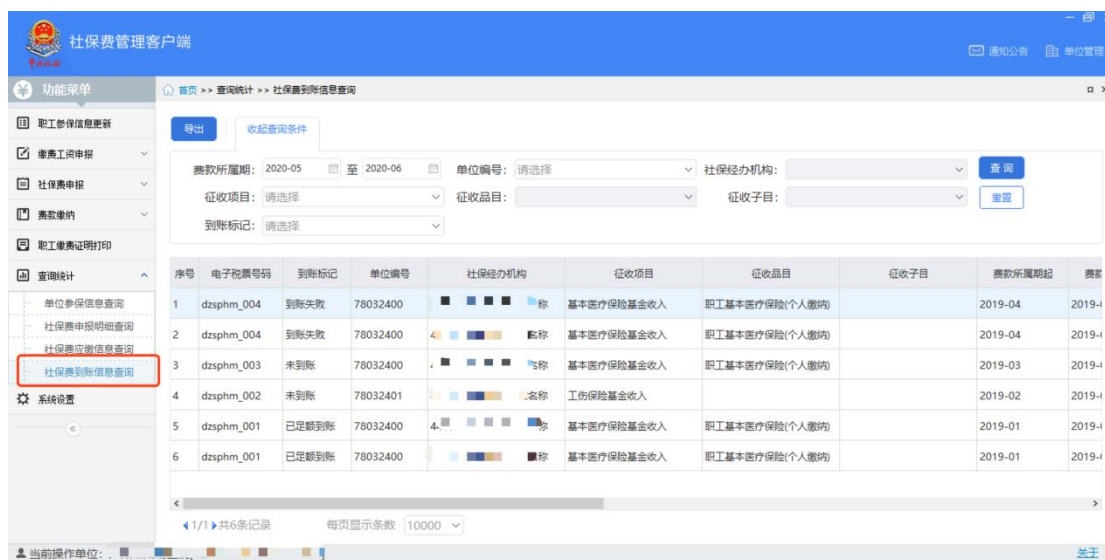 社保费管理客户端
通知公告 单位管理
功能菜单
首页 >> 查询统计 >> 社保费到账信息查询
职工参保信息更新
缴费工资申报
社保费申报
费款缴纳
职工缴费证明打印
查询统计
单位参保信息查询
社保费申报明细查询
社保费应缴信息查询
社保费到账信息查询
系统设置
导出 收起查询条件
费款所属期: 2020-05 至 2020-06 单位编号: 请选择 社保经办机构: 查询
征收项目: 请选择 征收品目: 征收子目: 重置
到账标记: 请选择
序号 电子税票号码 到账标记 单位编号 社保经办机构 征收项目 征收品目 征收子目 费款所属期起 费款
1 dzsphm_004 到账失败 78032400 称 基本医疗保险基金收入 职工基本医疗保险(个人缴纳) 2019-04 2019-
2 dzsphm_004 到账失败 78032400 名称 基本医疗保险基金收入 职工基本医疗保险(个人缴纳) 2019-04 2019-
3 dzsphm_003 未到账 78032400 称 基本医疗保险基金收入 职工基本医疗保险(个人缴纳) 2019-03 2019-
4 dzsphm_002 未到账 78032401 名称 工伤保险基金收入 2019-02 2019-
5 dzsphm_001 已足额到账 78032400 基本医疗保险基金收入 职工基本医疗保险(个人缴纳) 2019-01 2019-
6 dzsphm_001 已足额到账 78032400 称 基本医疗保险基金收入 职工基本医疗保险(个人缴纳) 2019-01 2019-
1/1 共6条记录 每页显示条数 10000
当前操作单位: 关于